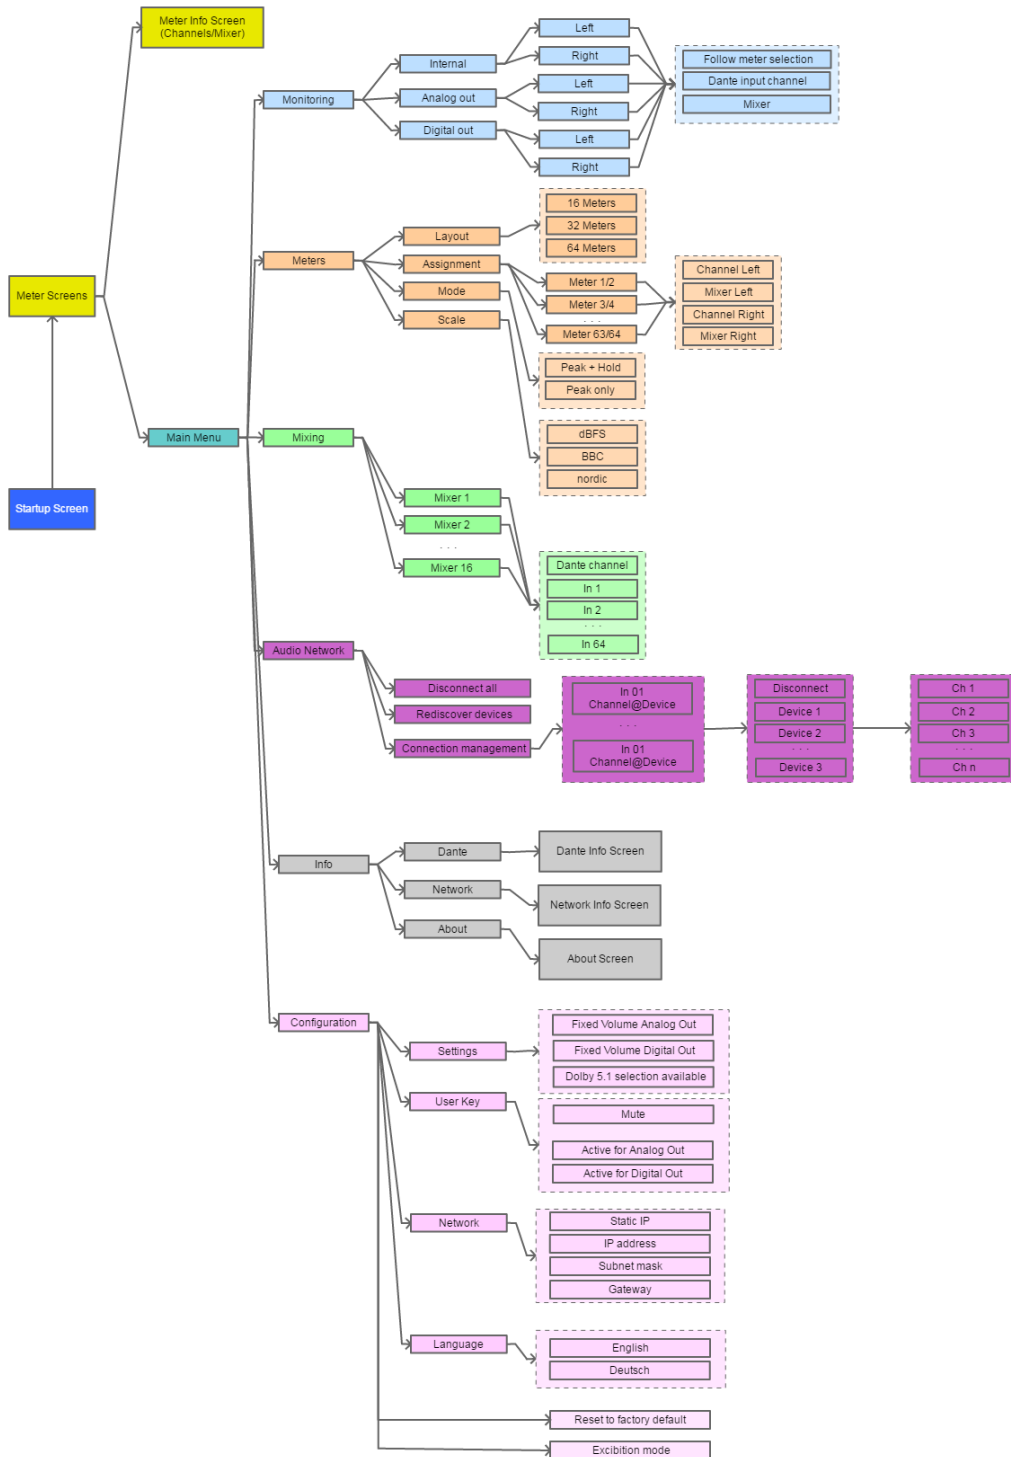 Meter Info Screen
(Channels/Mixer)
Meter Screens
Startup Screen
Main Menu
Monitoring
Internal
Analog out
Digital out
Left
Right
Left
Right
Left
Right
Follow meter selection
Dante input channel
Mixer
Meters
Layout
Assignment
Mode
Scale
16 Meters
32 Meters
64 Meters
Meter 1/2
Meter 3/4
. . .
Meter 63/64
Channel Left
Mixer Left
Channel Right
Mixer Right
Peak + Hold
Peak only
dBFS
BBC
nordic
Mixing
Mixer 1
Mixer 2
. . .
Mixer 16
Dante channel
In 1
In 2
. . .
In 64
Audio Network
Disconnect all
Rediscover devices
Connection management
In 01
Channel@Device
. . .
In 01
Channel@Device
Disconnect
Device 1
Device 2
. . .
Device 3
Ch 1
Ch 2
Ch 3
. . .
Ch n
Info
Dante
Network
About
Dante Info Screen
Network Info Screen
About Screen
Configuration
Settings
Fixed Volume Analog Out
Fixed Volume Digital Out
Dolby 5.1 selection available
User Key
Mute
Active for Analog Out
Active for Digital Out
Network
Static IP
IP address
Subnet mask
Gateway
Language
English
Deutsch
Reset to factory default
Excibition mode